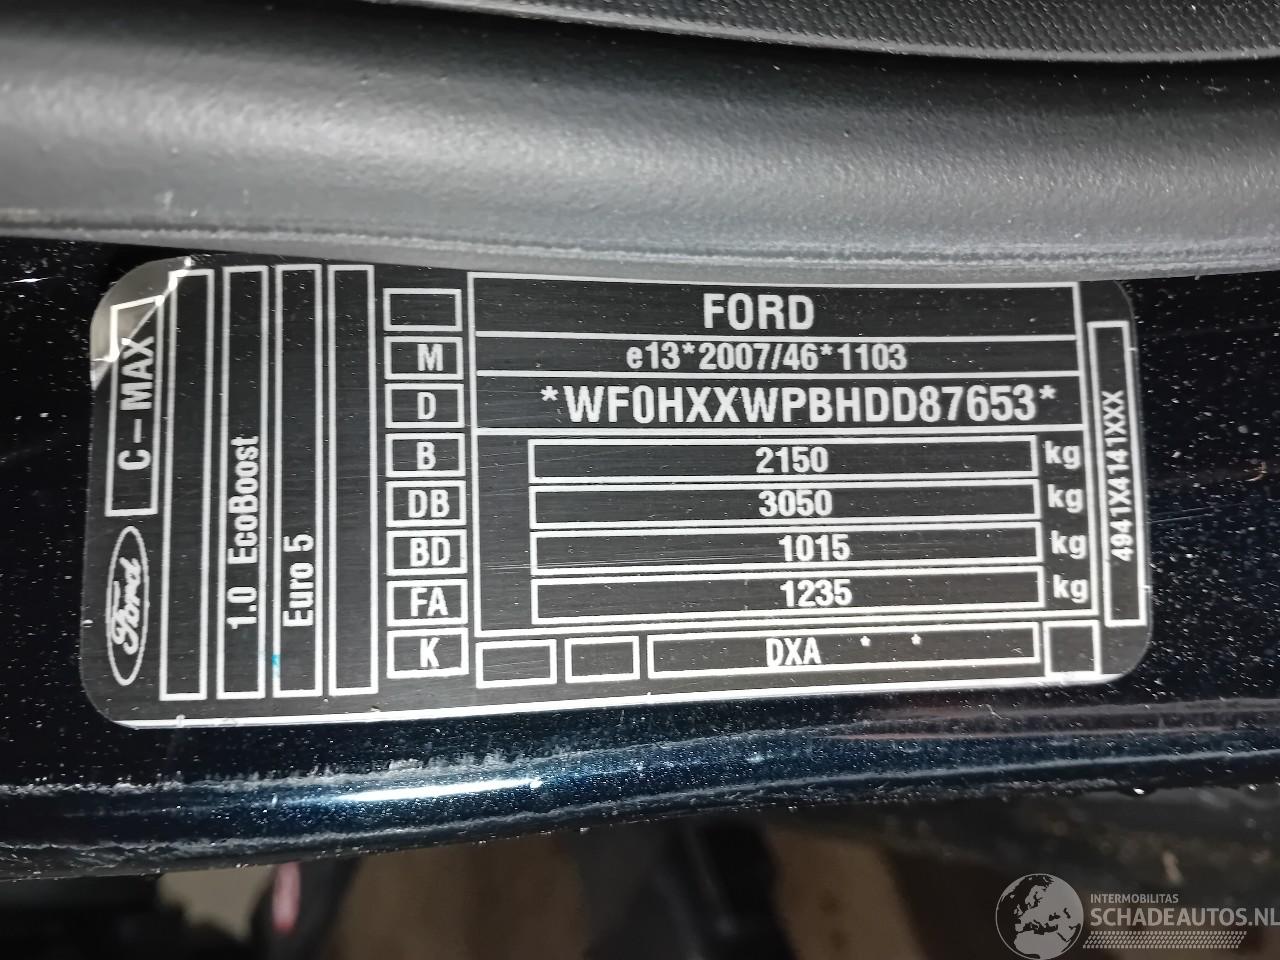 C-MAX
Ford
1.0 EcoBoost
Euro 5
FORD
M e13*2007/46*1103
D *WF0HXXWPBHDD87653*
B 2150 kg
DB 3050 kg
BD 1015 kg
FA 1235 kg
K DXA * *
4941X4141XXX
INTERMOBILITAS
SCHADEAUTOS.NL